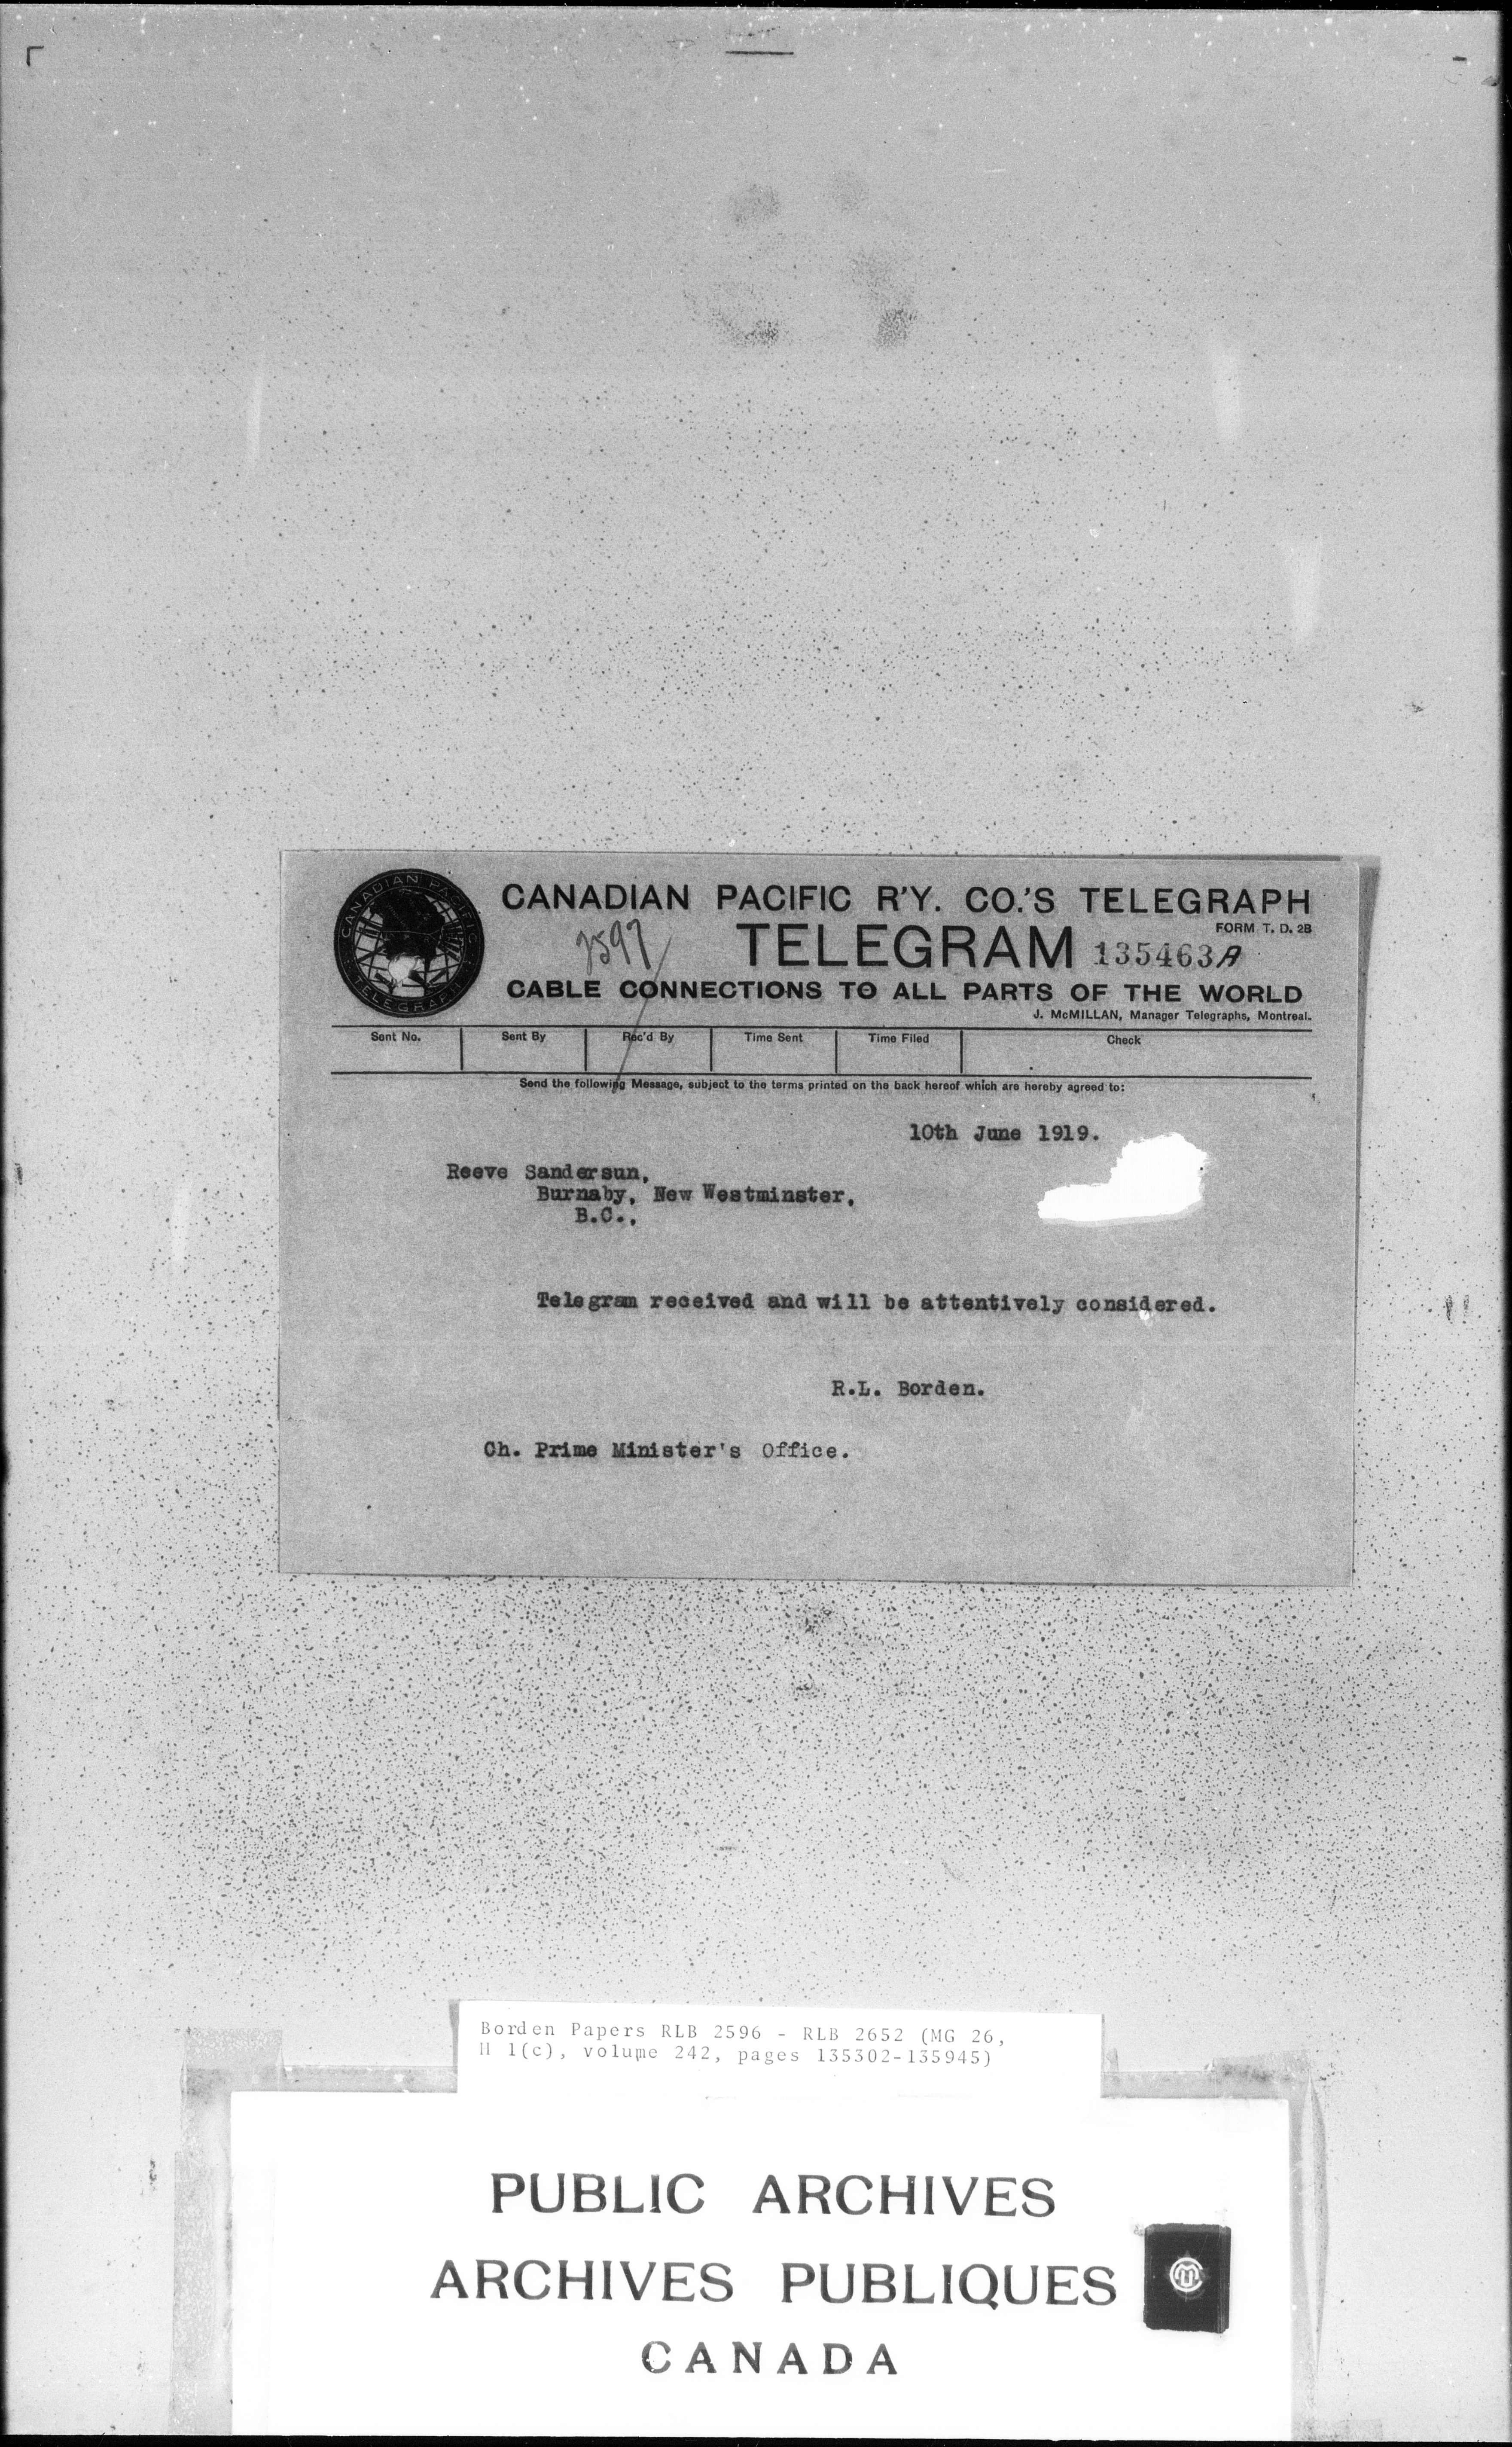 CANADIAN PACIFIC R'Y. CO.'S TELEGRAPH
FORM T. D. 2B
2597
TELEGRAM 135463A
CABLE CONNECTIONS TO ALL PARTS OF THE WORLD
J. McMILLAN, Manager Telegraphs, Montreal.
CANADIAN PACIFIC
TELEGRAPH
Sent No. Sent By Rec'd By Time Sent Time Filed Check
Send the following Message, subject to the terms printed on the back hereof which are hereby agreed to:
10th June 1919.
Reeve Sandersun,
Burnaby, New Westminster,
B.C.,
Telegram received and will be attentively considered.
R.L. Borden.
Ch. Prime Minister's Office.
Borden Papers RLB 2596 - RLB 2652 (MG 26,
H 1(c), volume 242, pages 135302-135945)
PUBLIC ARCHIVES
ARCHIVES PUBLIQUES
CANADA